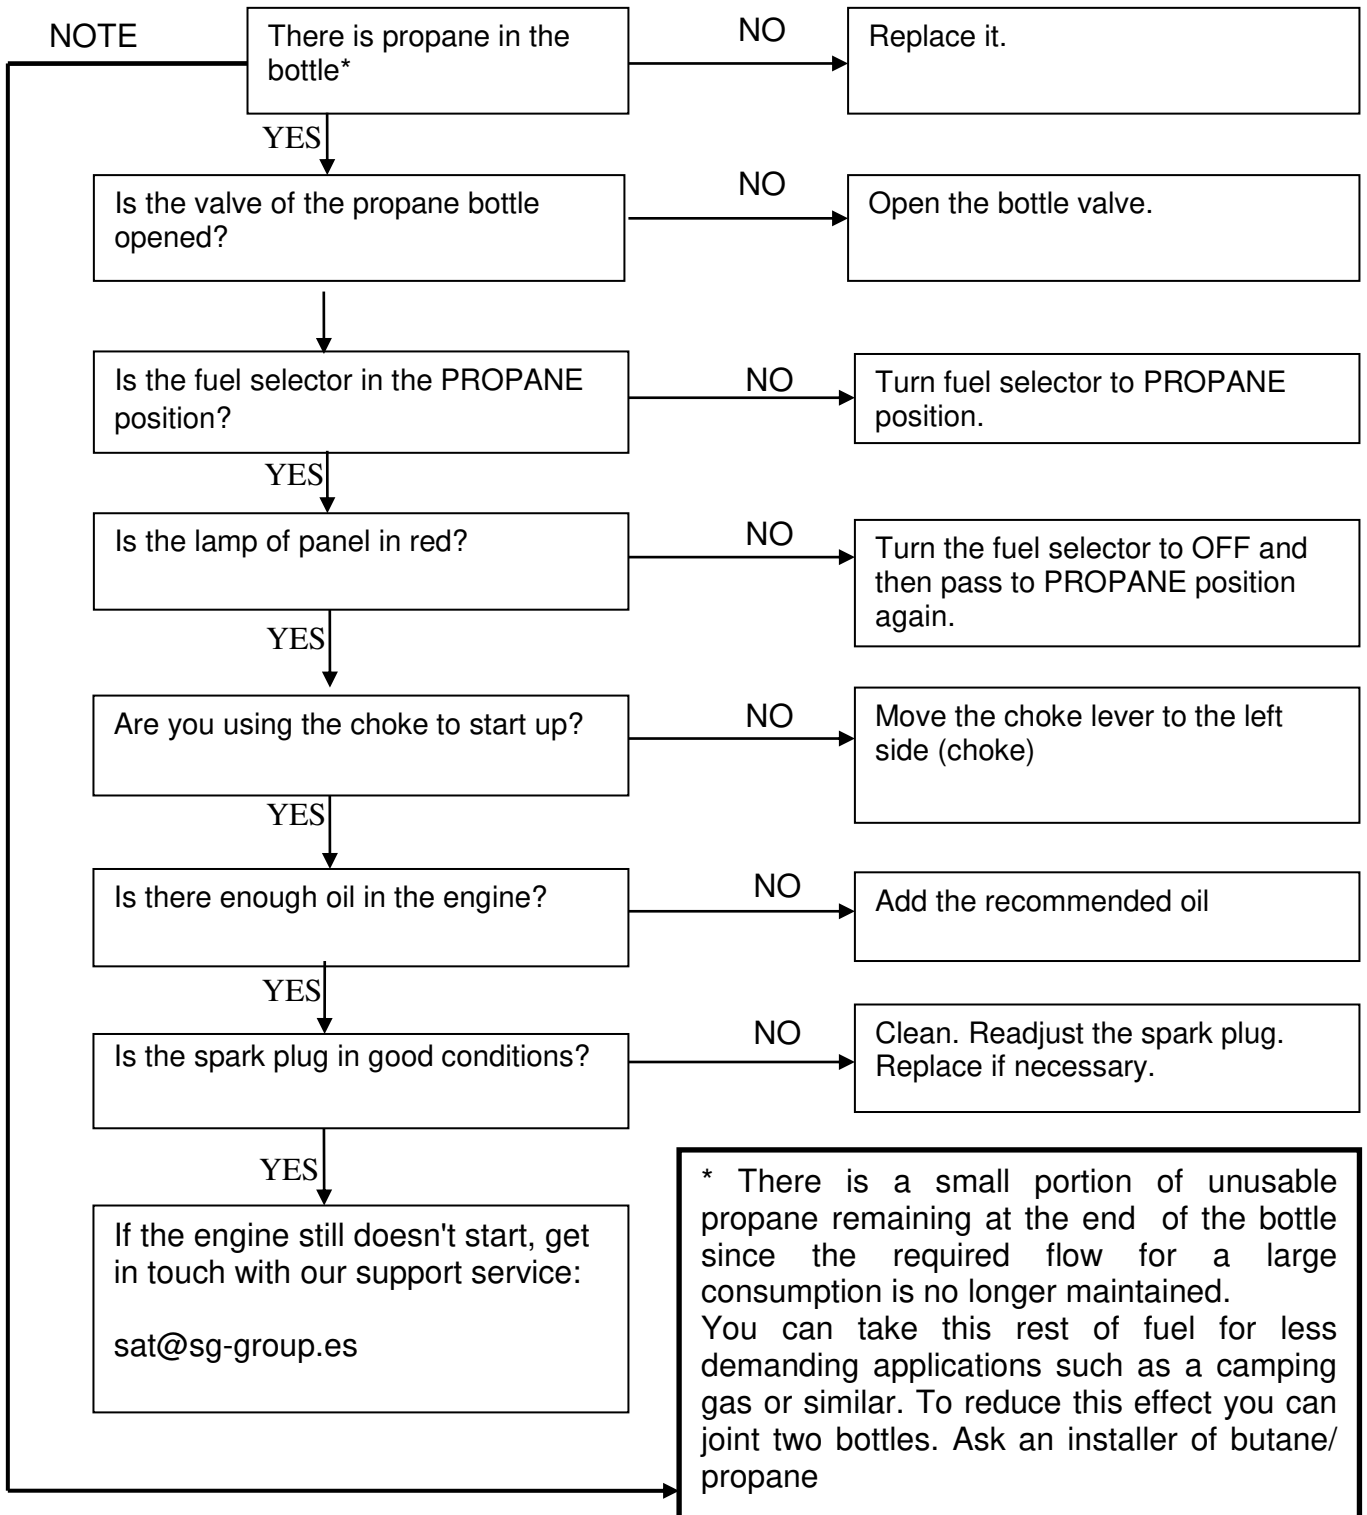 NOTE
There is propane in the
bottle*
NO
Replace it.
YES
Is the valve of the propane bottle
opened?
NO
Open the bottle valve.
Is the fuel selector in the PROPANE
position?
NO
Turn fuel selector to PROPANE
position.
YES
Is the lamp of panel in red?
NO
Turn the fuel selector to OFF and
then pass to PROPANE position
again.
YES
Are you using the choke to start up?
NO
Move the choke lever to the left
side (choke)
YES
Is there enough oil in the engine?
NO
Add the recommended oil
YES
Is the spark plug in good conditions?
NO
Clean. Readjust the spark plug.
Replace if necessary.
YES
If the engine still doesn't start, get
in touch with our support service:
sat@sg-group.es
* There is a small portion of unusable
propane remaining at the end of the bottle
since the required flow for a large
consumption is no longer maintained.
You can take this rest of fuel for less
demanding applications such as a camping
gas or similar. To reduce this effect you can
joint two bottles. Ask an installer of butane/
propane